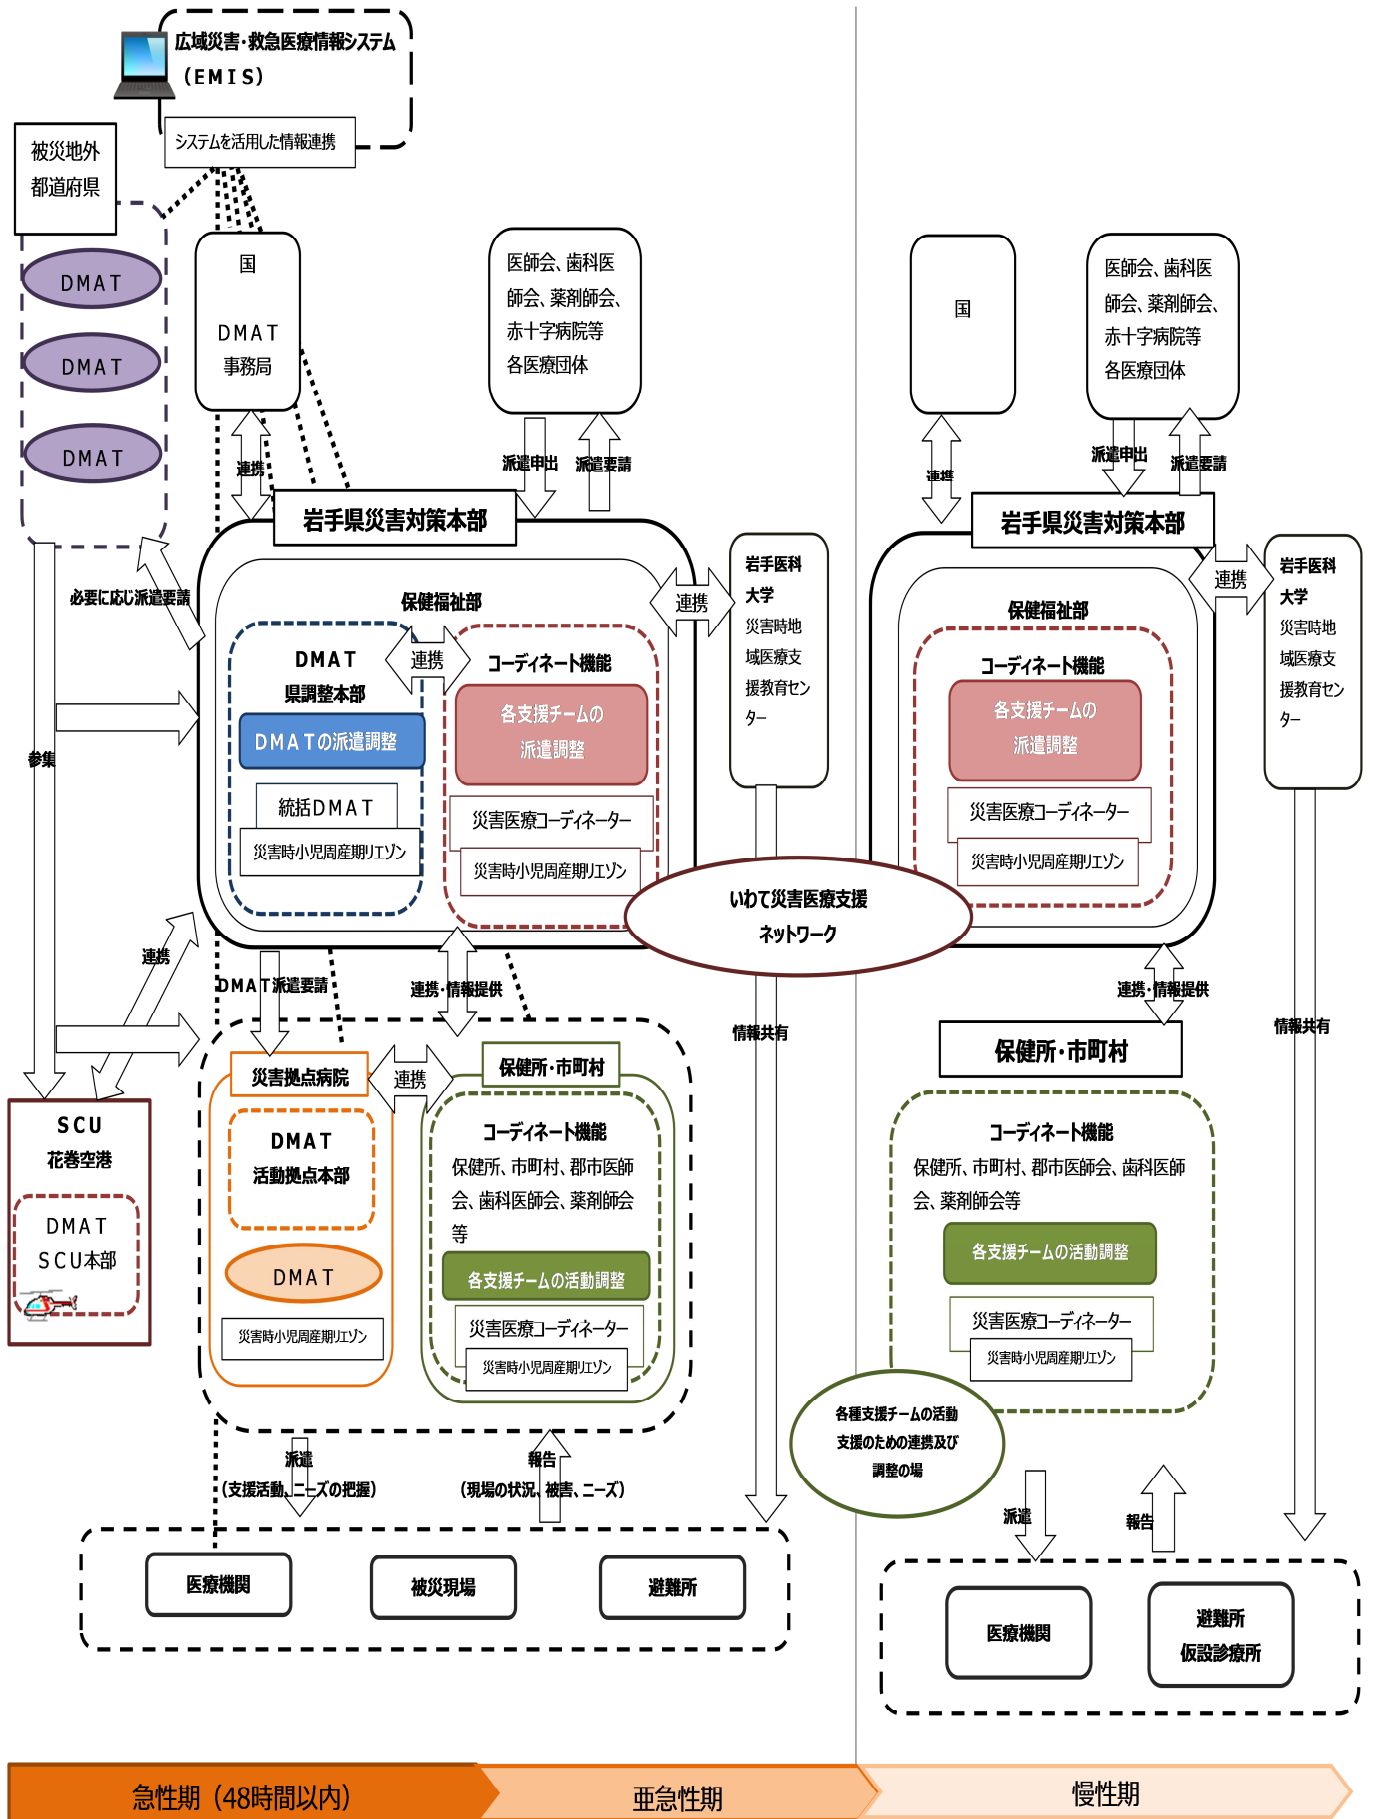 広域災害・救急医療情報システム
（ＥＭＩＳ）
システムを活用した情報連携
被災地外
都道府県
ＤＭＡＴ
ＤＭＡＴ
ＤＭＡＴ
国
ＤＭＡＴ
事務局
医師会、歯科医
師会、薬剤師会、
赤十字病院等
各医療団体
連携
派遣申出
派遣要請
岩手県災害対策本部
必要に応じ派遣要請
保健福祉部
連携
岩手医科
大学
災害時地
域医療支
援教育セン
ター
ＤＭＡＴ
県調整本部
連携
コーディネート機能
ＤＭＡＴの派遣調整
各支援チームの
派遣調整
統括ＤＭＡＴ
災害時小児周産期リエゾン
災害医療コーディネーター
災害時小児周産期リエゾン
参集
連携
ＤＭＡＴ派遣要請
連携・情報提供
情報共有
いわて災害医療支援
ネットワーク
災害拠点病院
連携
保健所・市町村
ＤＭＡＴ
活動拠点本部
ＤＭＡＴ
災害時小児周産期リエゾン
コーディネート機能
保健所、市町村、郡市医師
会、歯科医師会、薬剤師会
等
各支援チームの活動調整
災害医療コーディネーター
災害時小児周産期リエゾン
ＳＣＵ
花巻空港
ＤＭＡＴ
ＳＣＵ本部
派遣
（支援活動、ニーズの把握）
報告
（現場の状況、被害、ニーズ）
医療機関
被災現場
避難所
国
医師会、歯科医
師会、薬剤師会、
赤十字病院等
各医療団体
連携
派遣申出
派遣要請
岩手県災害対策本部
連携
岩手医科
大学
災害時地
域医療支
援教育セン
ター
保健福祉部
コーディネート機能
各支援チームの
派遣調整
災害医療コーディネーター
災害時小児周産期リエゾン
連携・情報提供
情報共有
保健所・市町村
コーディネート機能
保健所、市町村、郡市医師会、歯科医師
会、薬剤師会等
各支援チームの活動調整
災害医療コーディネーター
災害時小児周産期リエゾン
各種支援チームの活動
支援のための連携及び
調整の場
派遣
報告
医療機関
避難所
仮設診療所
急性期（48時間以内）
亜急性期
慢性期